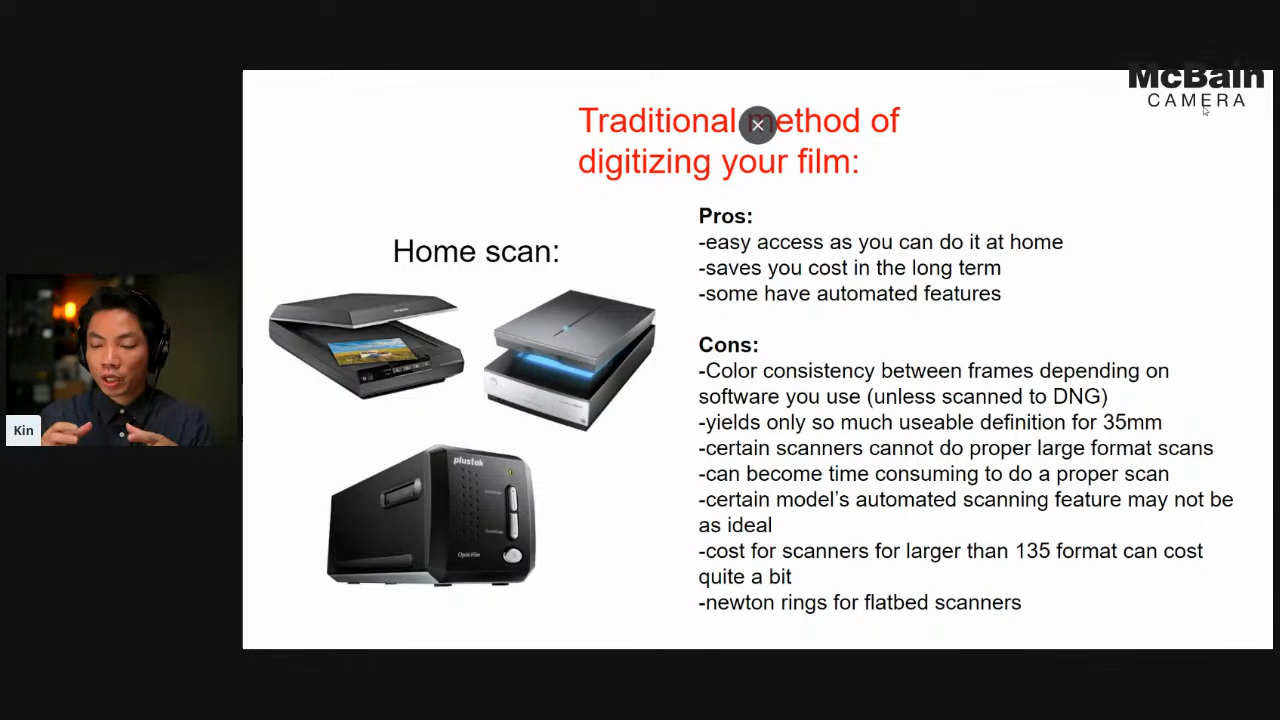 McBain
CAMERA
Traditional method of
digitizing your film:
Home scan:
Pros:
-easy access as you can do it at home
-saves you cost in the long term
-some have automated features
Cons:
-Color consistency between frames depending on
software you use (unless scanned to DNG)
-yields only so much useable definition for 35mm
-certain scanners cannot do proper large format scans
-can become time consuming to do a proper scan
-certain model's automated scanning feature may not be
as ideal
-cost for scanners for larger than 135 format can cost
quite a bit
-newton rings for flatbed scanners
plustek
OpticFilm
Kin